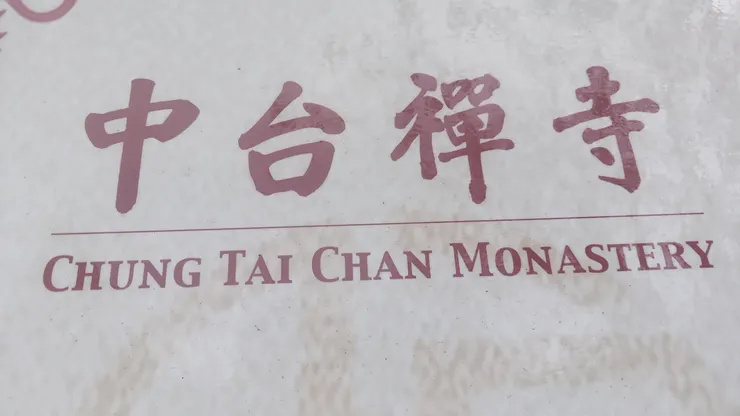 中台禪寺
CHUNG TAI CHAN MONASTERY